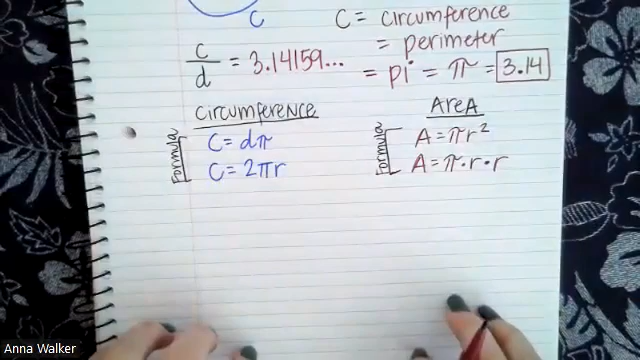 C
C = circumference
= perimeter
c/d = 3.14159...
= pi = π = 3.14
circumference
Formula
C = dπ
C = 2πr
AreA
Formula
A = πr²
A = π·r·r
Anna Walker